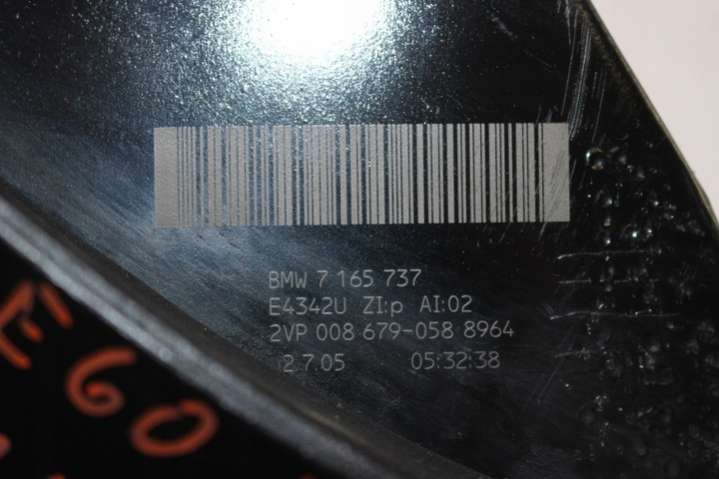 BMW 7 165 737
E4342U ZI:p AI:02
2VP 008 679-058 8964
2.7.05 05:32:38
E60